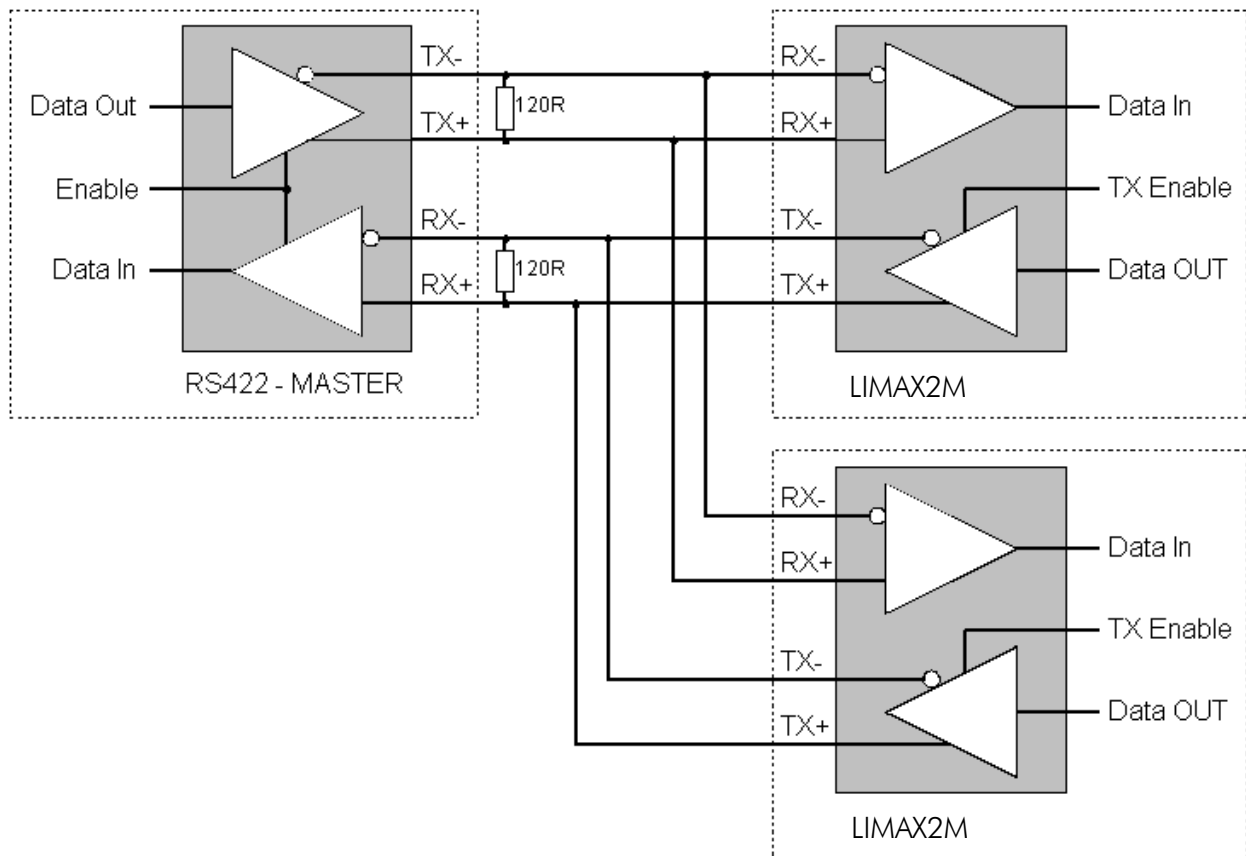 TX-
RX-
Data Out
120R
Data In
TX+
RX+
Enable
TX Enable
RX-
TX-
Data In
120R
Data OUT
RX+
TX+
RS422 - MASTER
LIMAX2M
RX-
Data In
RX+
TX Enable
TX-
Data OUT
TX+
LIMAX2M